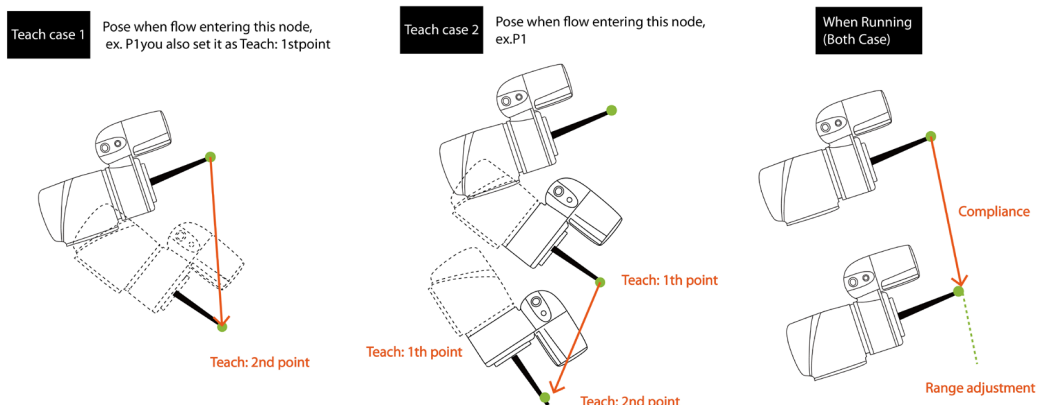 Teach case 1
Pose when flow entering this node,
ex. P1you also set it as Teach: 1stpoint
Teach: 2nd point
Teach case 2
Pose when flow entering this node,
ex.P1
Teach: 1th point
Teach: 1th point
Teach: 2nd point
When Running
(Both Case)
Compliance
Range adjustment